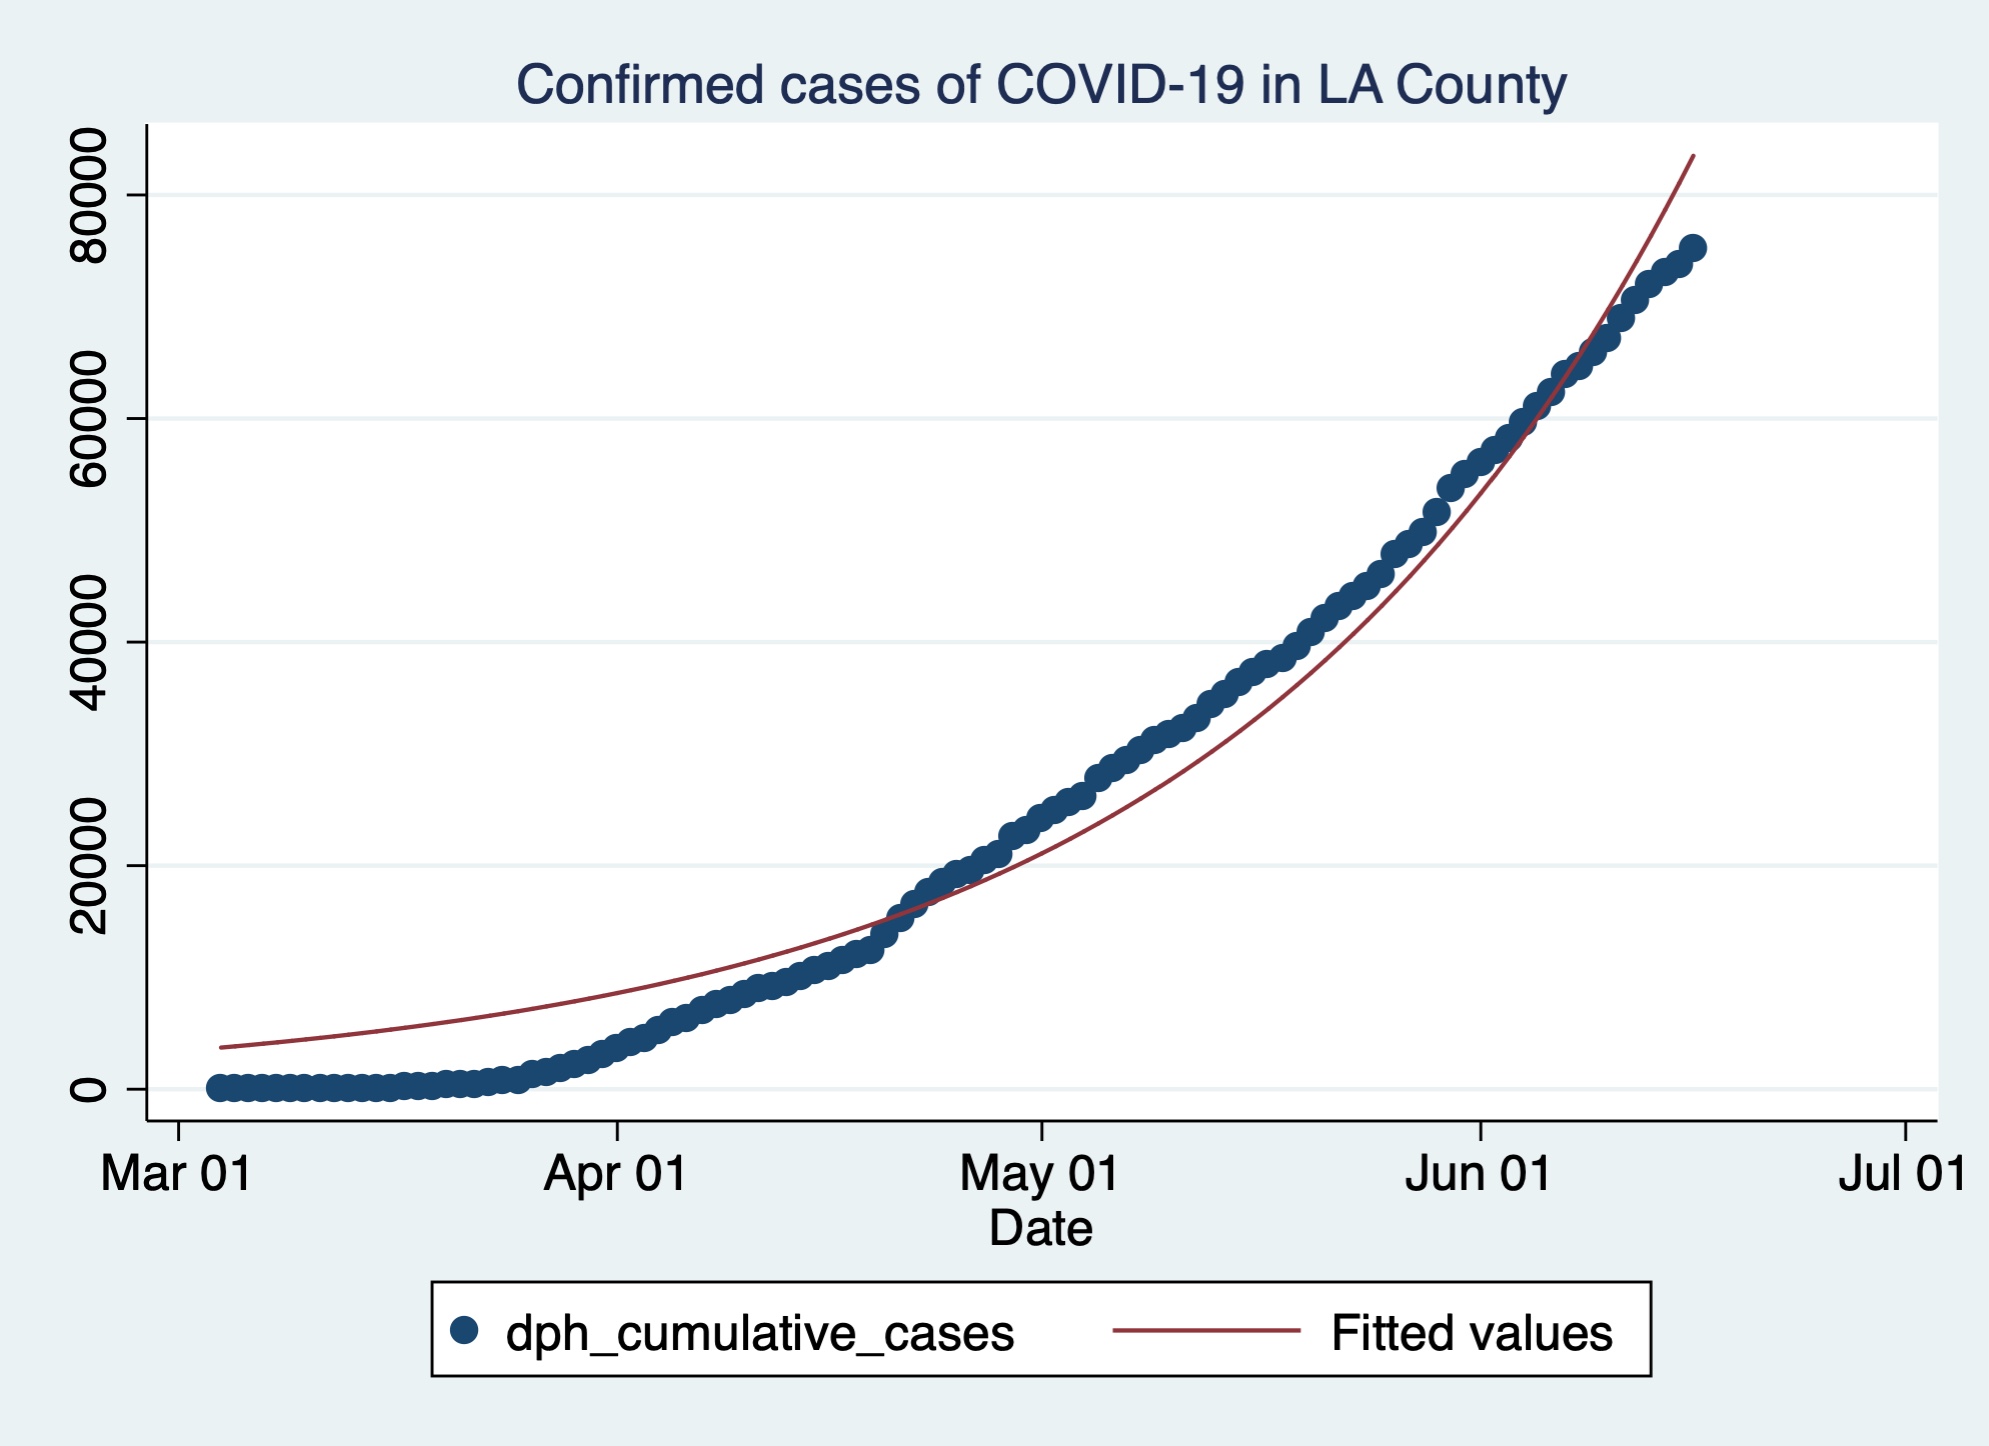 Confirmed cases of COVID-19 in LA County
80000
60000
40000
20000
0
Mar 01 Apr 01 May 01 Jun 01 Jul 01
Date
dph_cumulative_cases Fitted values